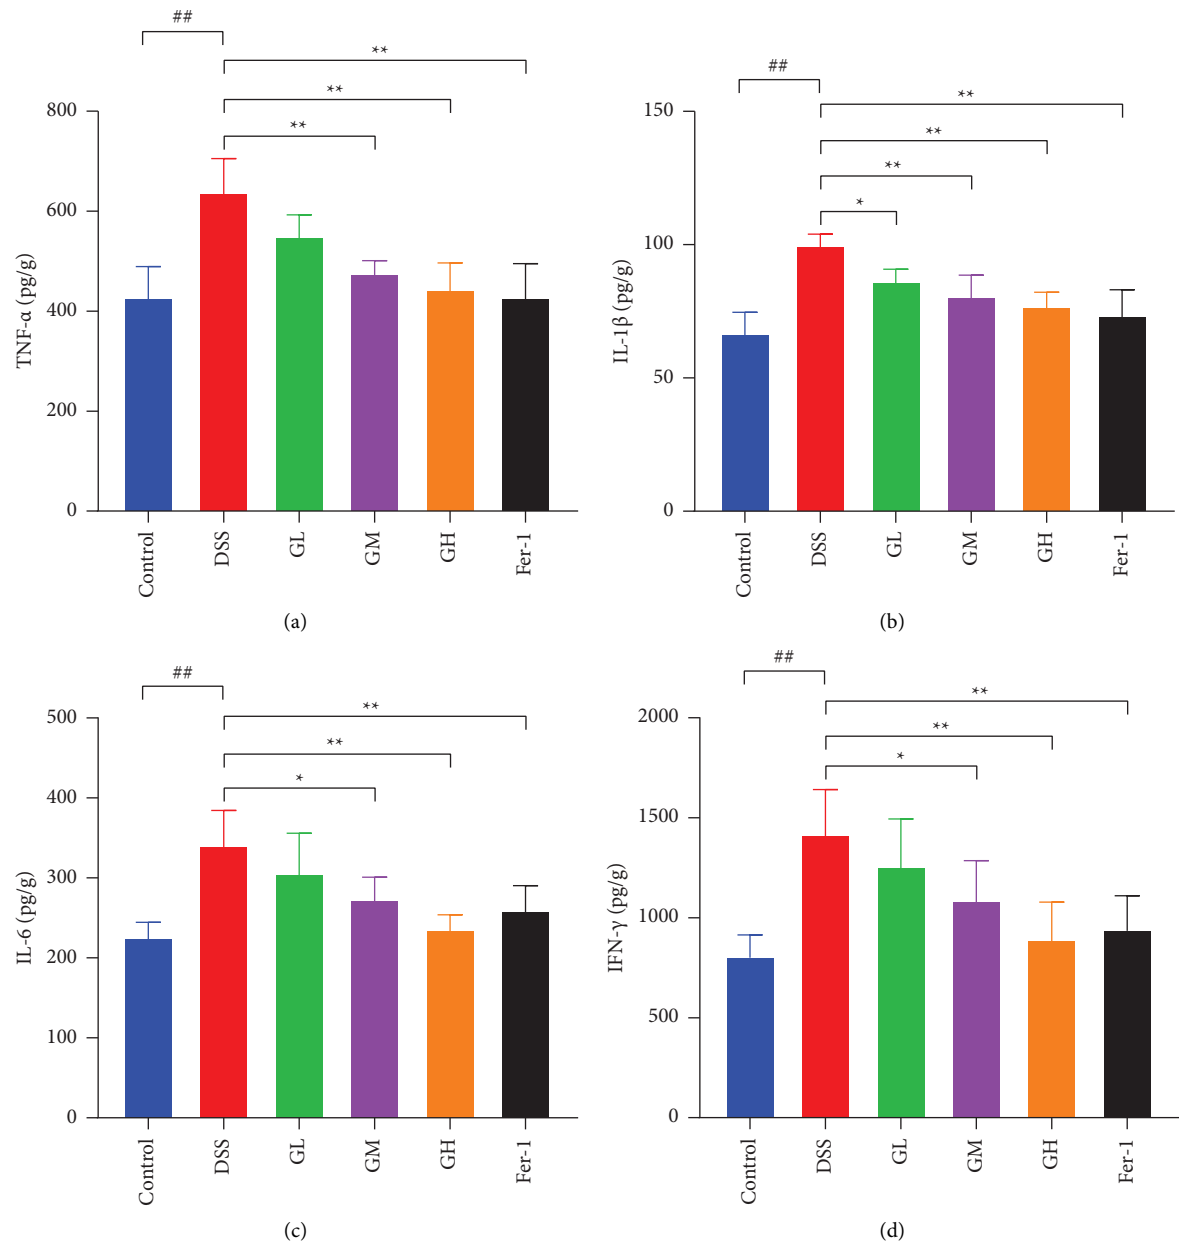 ##
**
**
**
800
600
400
200
0
TNF-α (pg/g)
Control
DSS
GL
GM
GH
Fer-1
(a)
##
**
**
**
*
150
100
50
0
IL-1β (pg/g)
Control
DSS
GL
GM
GH
Fer-1
(b)
##
**
**
*
500
400
300
200
100
0
IL-6 (pg/g)
Control
DSS
GL
GM
GH
Fer-1
(c)
##
**
**
*
2000
1500
1000
500
0
IFN-γ (pg/g)
Control
DSS
GL
GM
GH
Fer-1
(d)